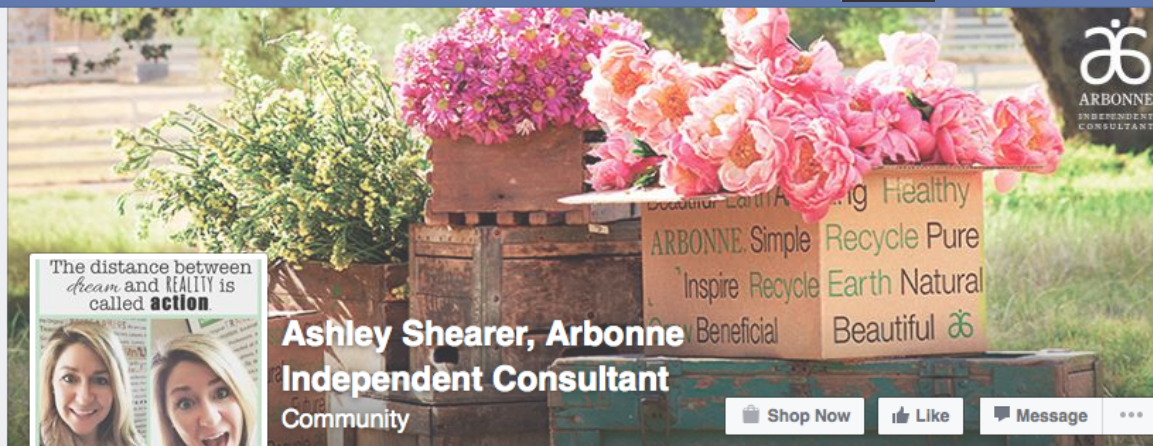 ARBONNE
INDEPENDENT
CONSULTANT
Healthy
ARBONNE Simple Recycle Pure
Inspire Recycle Earth Natural
Beneficial Beautiful
The distance between
dream and REALITY is
called action.
Ashley Shearer, Arbonne
Independent Consultant
Community
Shop Now
Like
Message